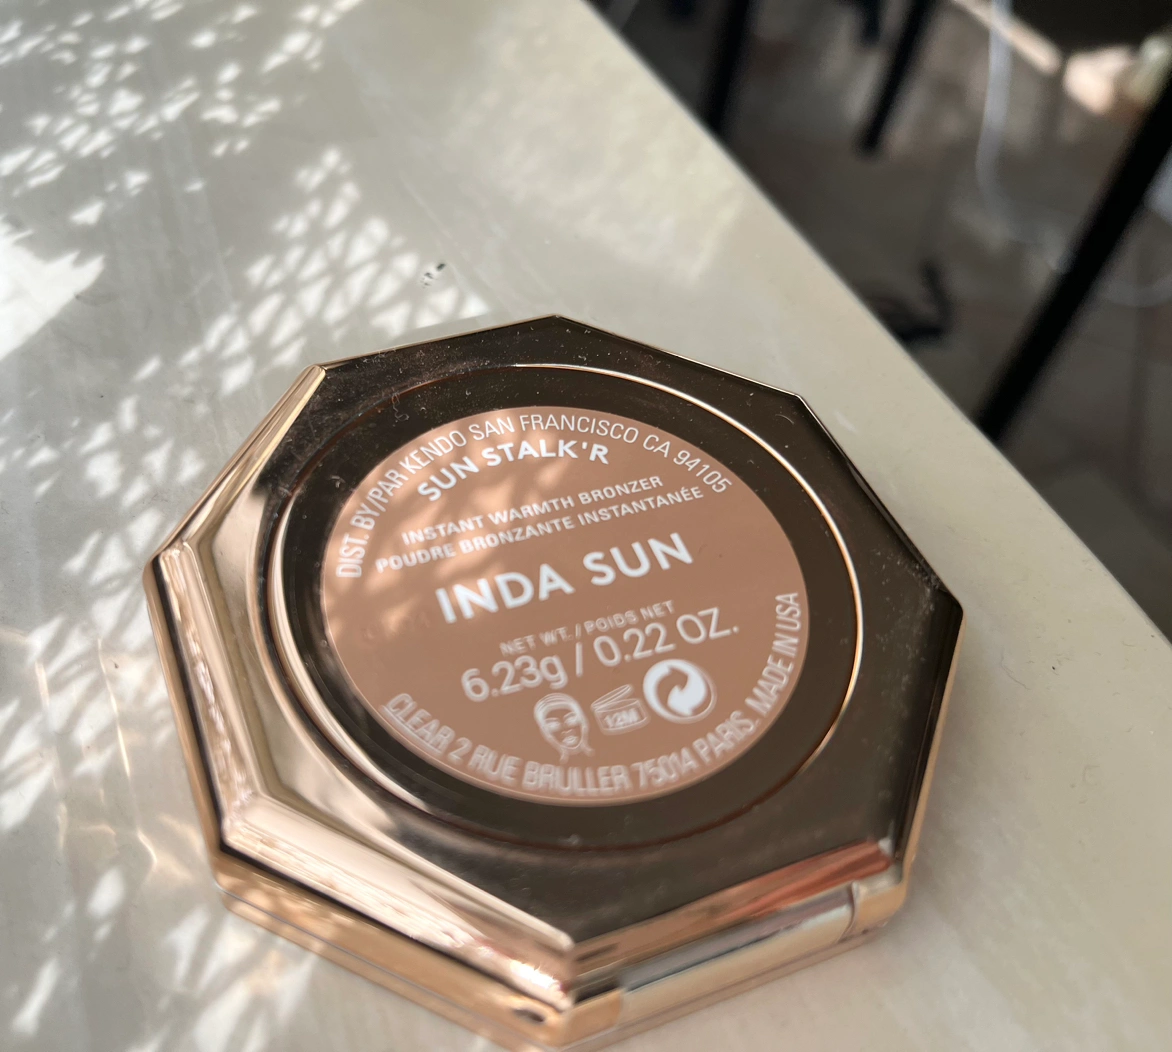 DIST. BY/PAR KENDO SAN FRANCISCO CA 94105
SUN STALK'R
INSTANT WARMTH BRONZER
POUDRE BRONZANTE INSTANTANÉE
INDA SUN
NET WT. / POIDS NET
6.23g / 0.22 OZ.
12M
CLEAR 2 RUE BRULLER 75014 PARIS. MADE IN USA